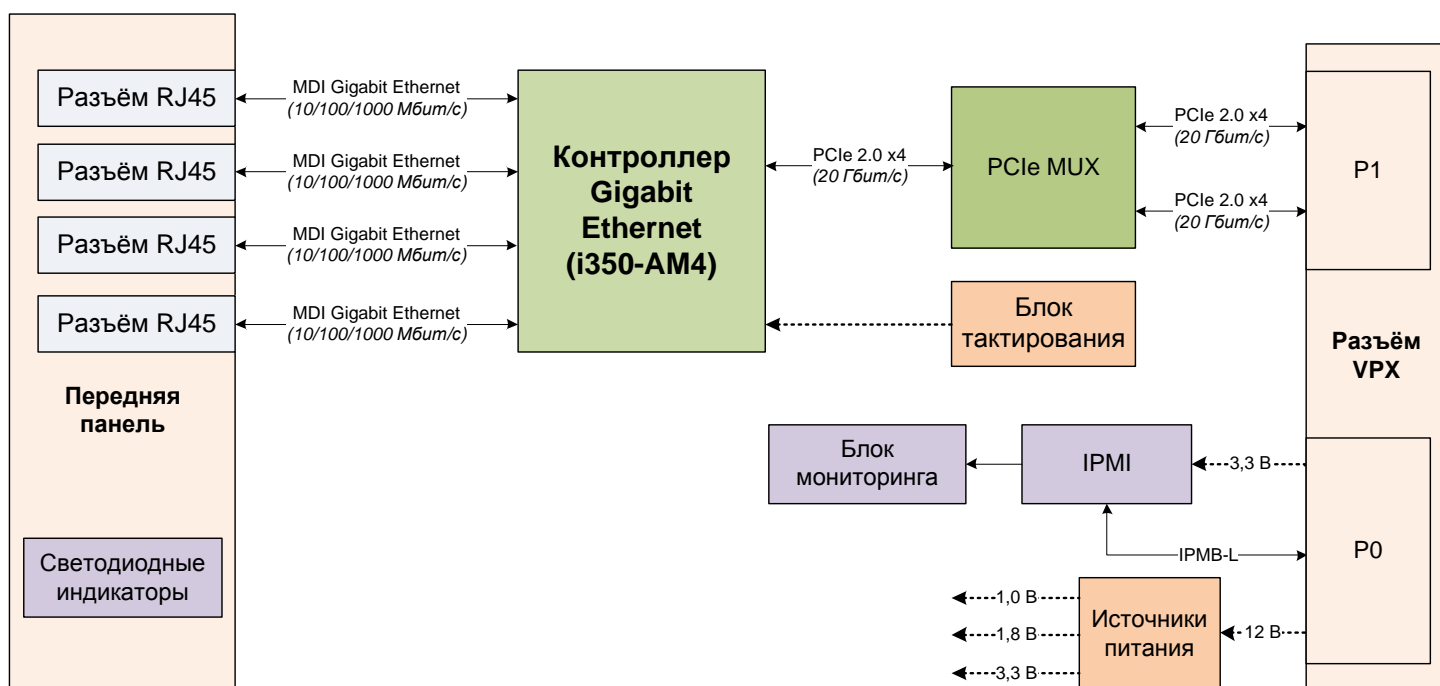 Разъём RJ45
Разъём RJ45
Разъём RJ45
Разъём RJ45
Передняя
панель
Светодиодные
индикаторы
MDI Gigabit Ethernet
(10/100/1000 Мбит/с)
MDI Gigabit Ethernet
(10/100/1000 Мбит/с)
MDI Gigabit Ethernet
(10/100/1000 Мбит/с)
MDI Gigabit Ethernet
(10/100/1000 Мбит/с)
Контроллер
Gigabit
Ethernet
(i350-AM4)
PCIe 2.0 x4
(20 Гбит/с)
PCIe MUX
PCIe 2.0 x4
(20 Гбит/с)
PCIe 2.0 x4
(20 Гбит/с)
P1
Блок
тактирования
Разъём
VPX
Блок
мониторинга
IPMI
3,3 В
IPMB-L
P0
1,0 В
1,8 В
3,3 В
Источники
питания
12 В